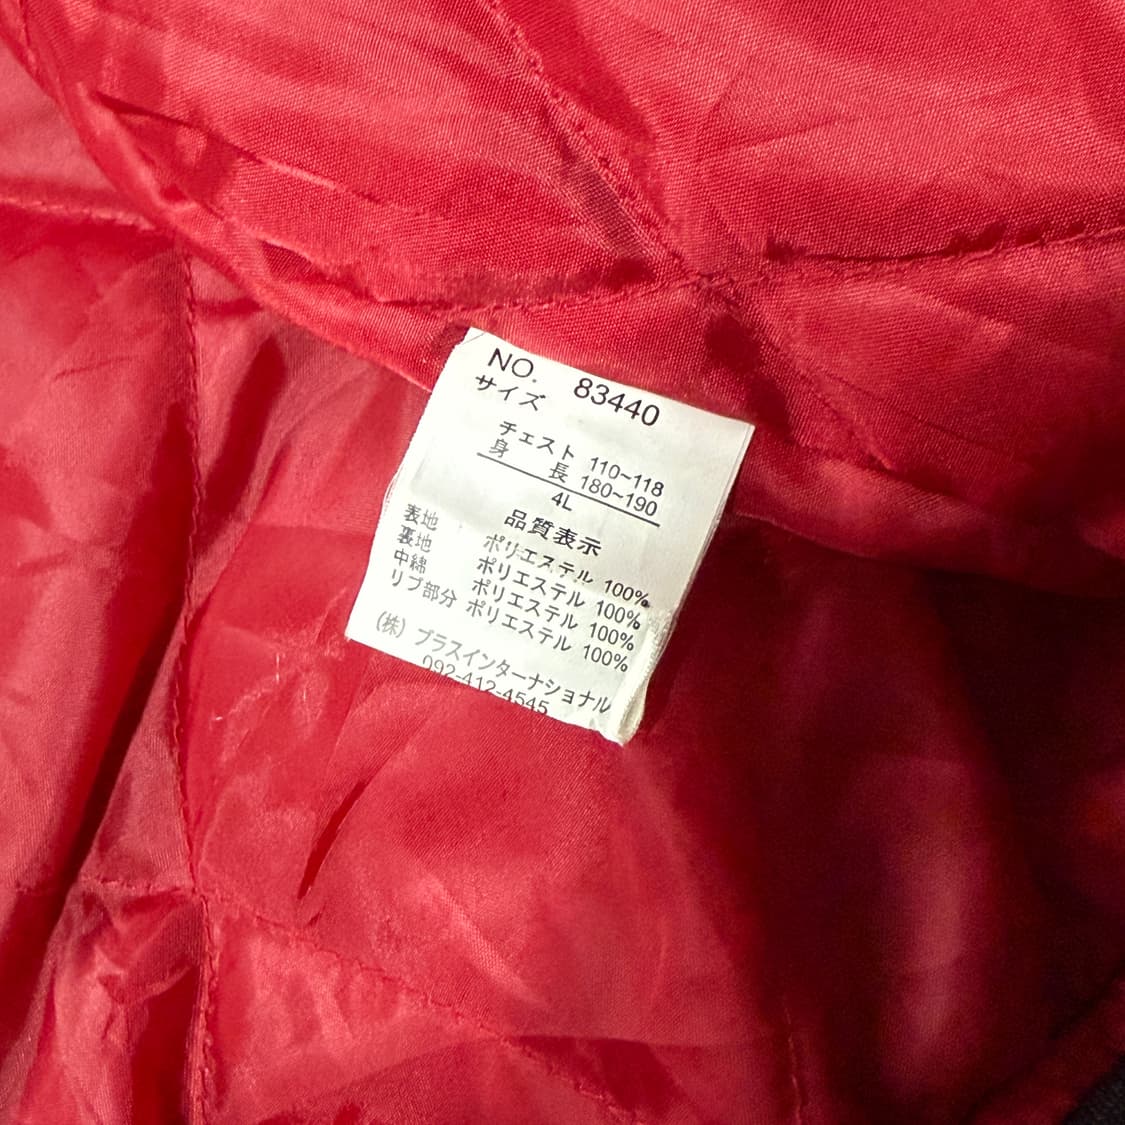 NO. 83440
サイズ
チェスト 110~118
身 長 180~190
4L
品質表示
表地 ポリエステル 100%
裏地 ポリエステル 100%
中綿 ポリエステル 100%
リブ部分 ポリエステル 100%
(株) プラスインターナショナル
092-412-4545